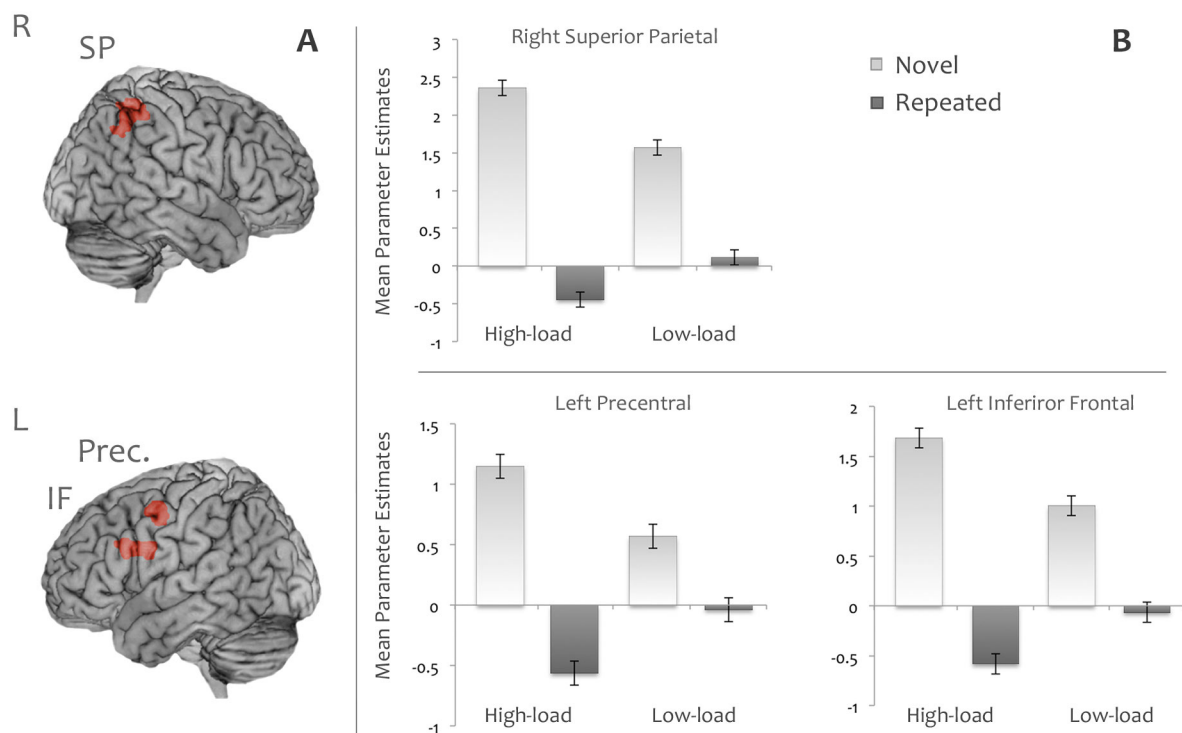 R
SP
A
L
Prec.
IF
B
Right Superior Parietal
Novel
Repeated
Mean Parameter Estimates
3
2.5
2
1.5
1
0.5
0
-0.5
-1
High-load Low-load
Left Precentral
Mean Parameter Estimates
1.5
1
0.5
0
-0.5
-1
High-load Low-load
Left Inferiror Frontal
2
1.5
1
0.5
0
-0.5
-1
High-load Low-load